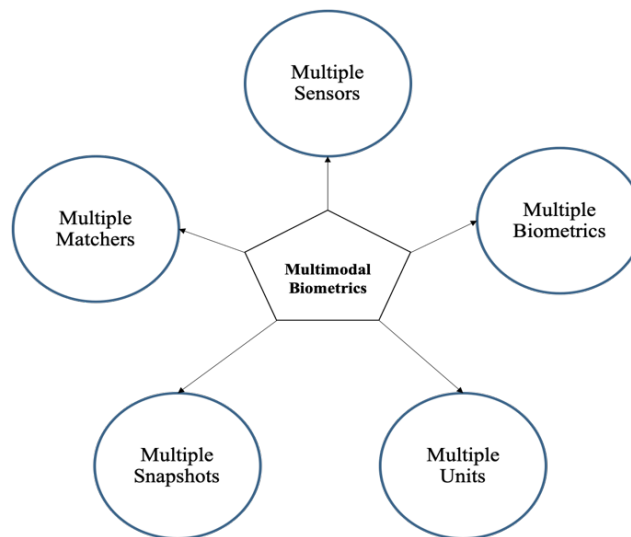 Multiple
Sensors
Multiple
Matchers
Multiple
Biometrics
Multimodal
Biometrics
Multiple
Snapshots
Multiple
Units